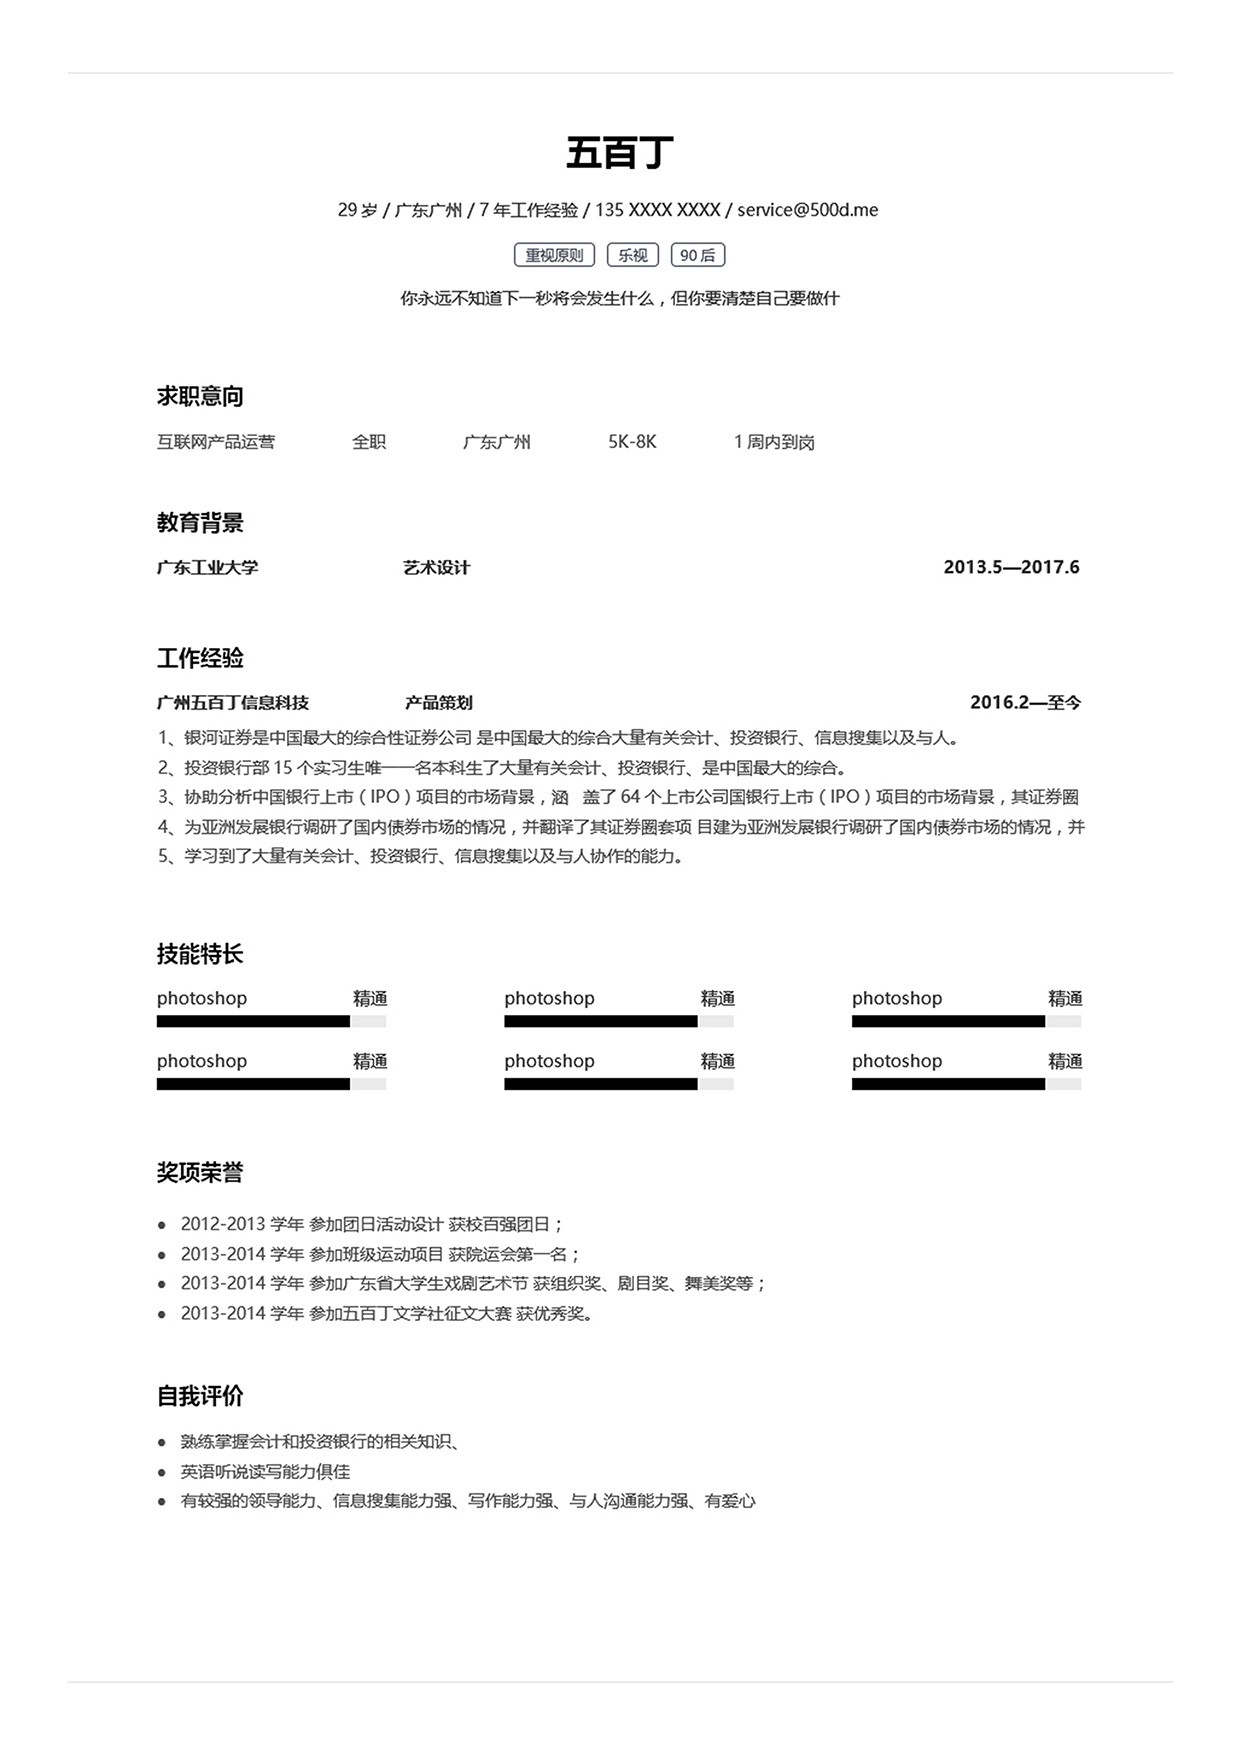 五百丁
29 岁 / 广东广州 / 7 年工作经验 / 135 XXXX XXXX / service@500d.me
重视原则 乐视 90 后
你永远不知道下一秒将会发生什么，但你要清楚自己要做什
求职意向
互联网产品运营 全职 广东广州 5K-8K 1 周内到岗
教育背景
广东工业大学 艺术设计 2013.5—2017.6
工作经验
广州五百丁信息科技 产品策划 2016.2—至今
1、银河证券是中国最大的综合性证券公司 是中国最大的综合大量有关会计、投资银行、信息搜集以及与人。
2、投资银行部 15 个实习生唯一一名本科生了大量有关会计、投资银行、是中国最大的综合。
3、协助分析中国银行上市（IPO）项目的市场背景，涵 盖了 64 个上市公司国银行上市（IPO）项目的市场背景，其证券圈
4、为亚洲发展银行调研了国内债券市场的情况，并翻译了其证券圈套项 目建为亚洲发展银行调研了国内债券市场的情况，并
5、学习到了大量有关会计、投资银行、信息搜集以及与人协作的能力。
技能特长
photoshop 精通 photoshop 精通 photoshop 精通
photoshop 精通 photoshop 精通 photoshop 精通
奖项荣誉
● 2012-2013 学年 参加团日活动设计 获校百强团日；
● 2013-2014 学年 参加班级运动项目 获院运会第一名；
● 2013-2014 学年 参加广东省大学生戏剧艺术节 获组织奖、剧目奖、舞美奖等；
● 2013-2014 学年 参加五百丁文学社征文大赛 获优秀奖。
自我评价
● 熟练掌握会计和投资银行的相关知识、
● 英语听说读写能力俱佳
● 有较强的领导能力、信息搜集能力强、写作能力强、与人沟通能力强、有爱心